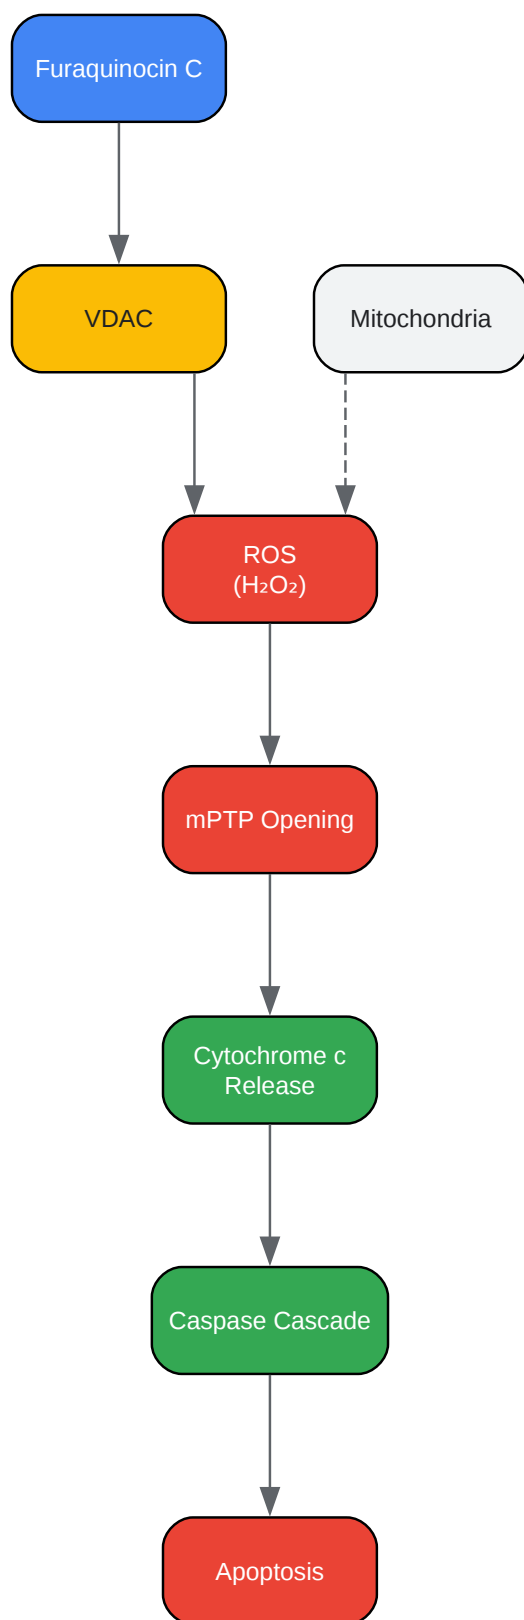 Furaquinocin C
VDAC
Mitochondria
ROS
(H₂O₂)
mPTP Opening
Cytochrome c
Release
Caspase Cascade
Apoptosis